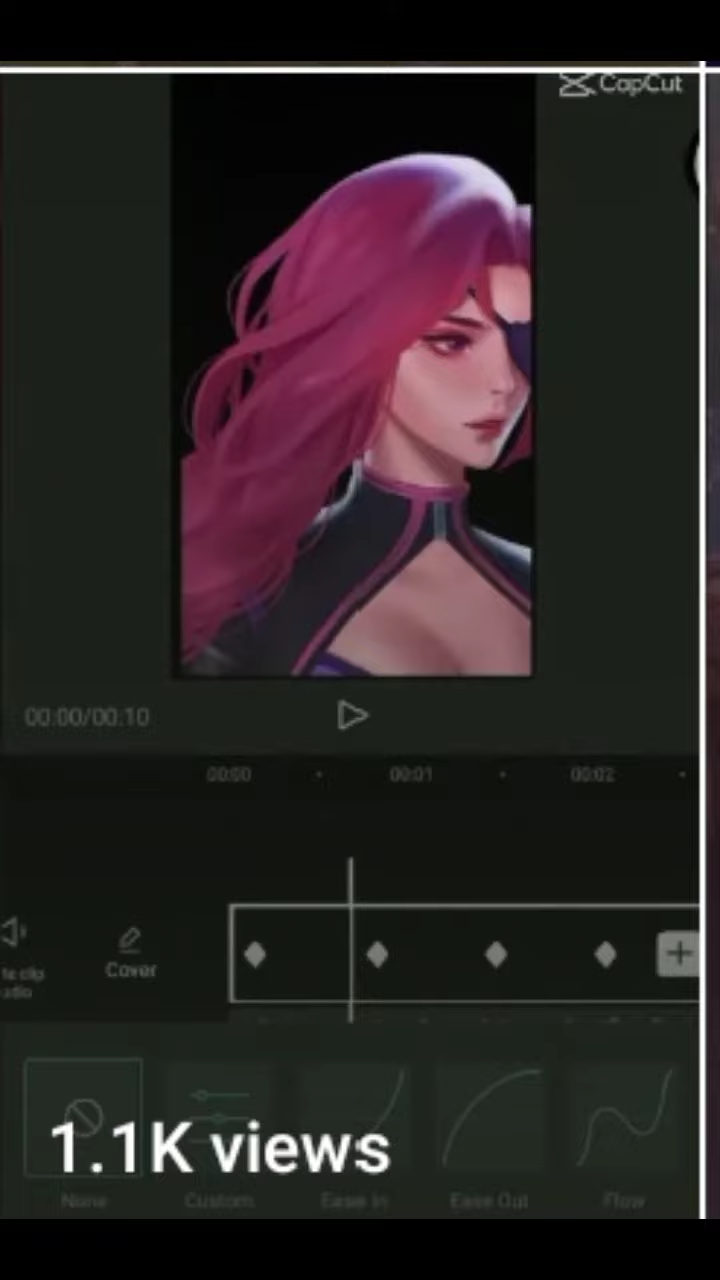 CapCut
00:00/00:10
00:00
00:01
00:02
Cover
1.1K views
None
Custom
Ease In
Ease Out
Flow